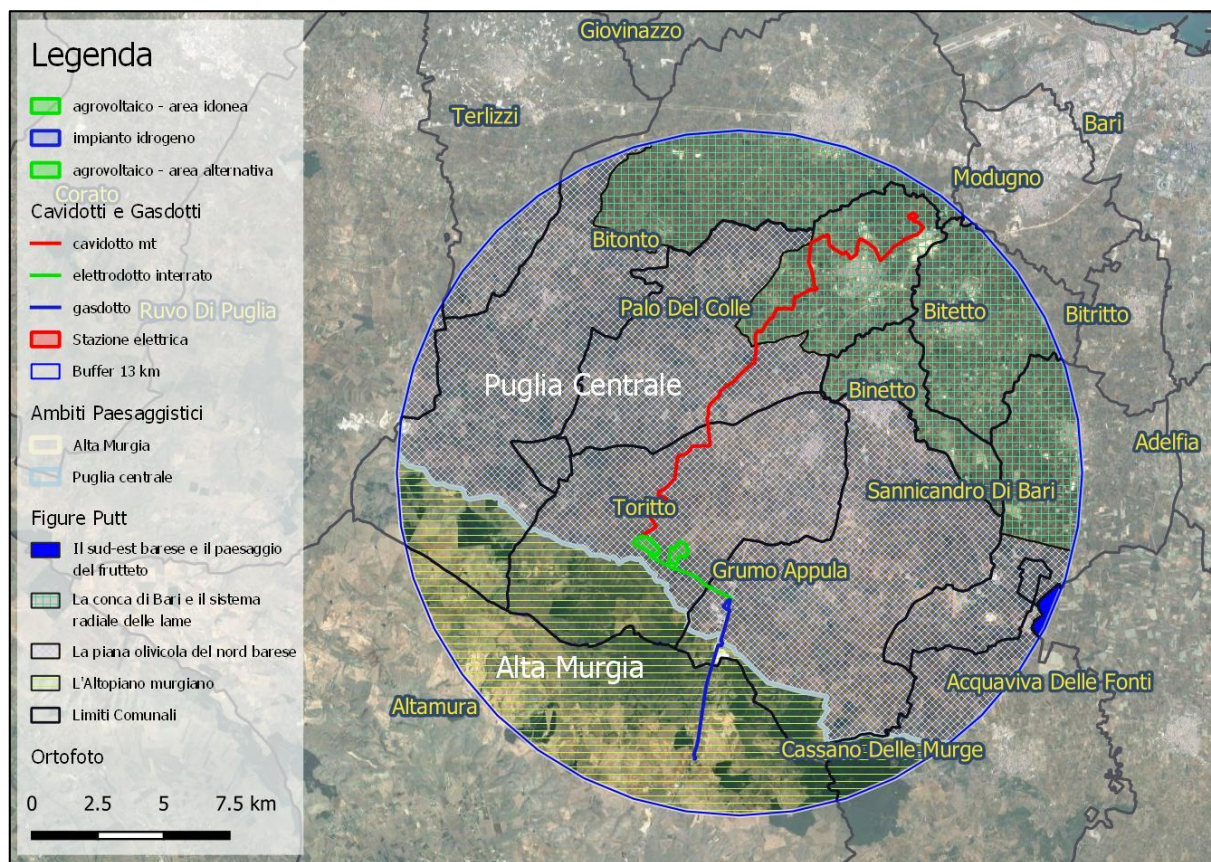 Legenda
agrovoltaico - area idonea
impianto idrogeno
agrovoltaico - area alternativa
Cavidotti e Gasdotti
cavidotto mt
elettrodotto interrato
gasdotto
Stazione elettrica
Buffer 13 km
Ambiti Paesaggistici
Alta Murgia
Puglia centrale
Figure Putt
Il sud-est barese e il paesaggio
del frutteto
La conca di Bari e il sistema
radiale delle lame
La piana olivicola del nord barese
L'Altopiano murgiano
Limiti Comunali
Ortofoto
0 2.5 5 7.5 km
Giovinazzo
Terlizzi
Bari
Corato
Modugno
Bitonto
Ruvo Di Puglia
Palo Del Colle
Bitetto
Bitritto
Puglia Centrale
Binetto
Adelfia
Sannicandro Di Bari
Toritto
Grumo Appula
Alta Murgia
Acquaviva Delle Fonti
Altamura
Cassano Delle Murge